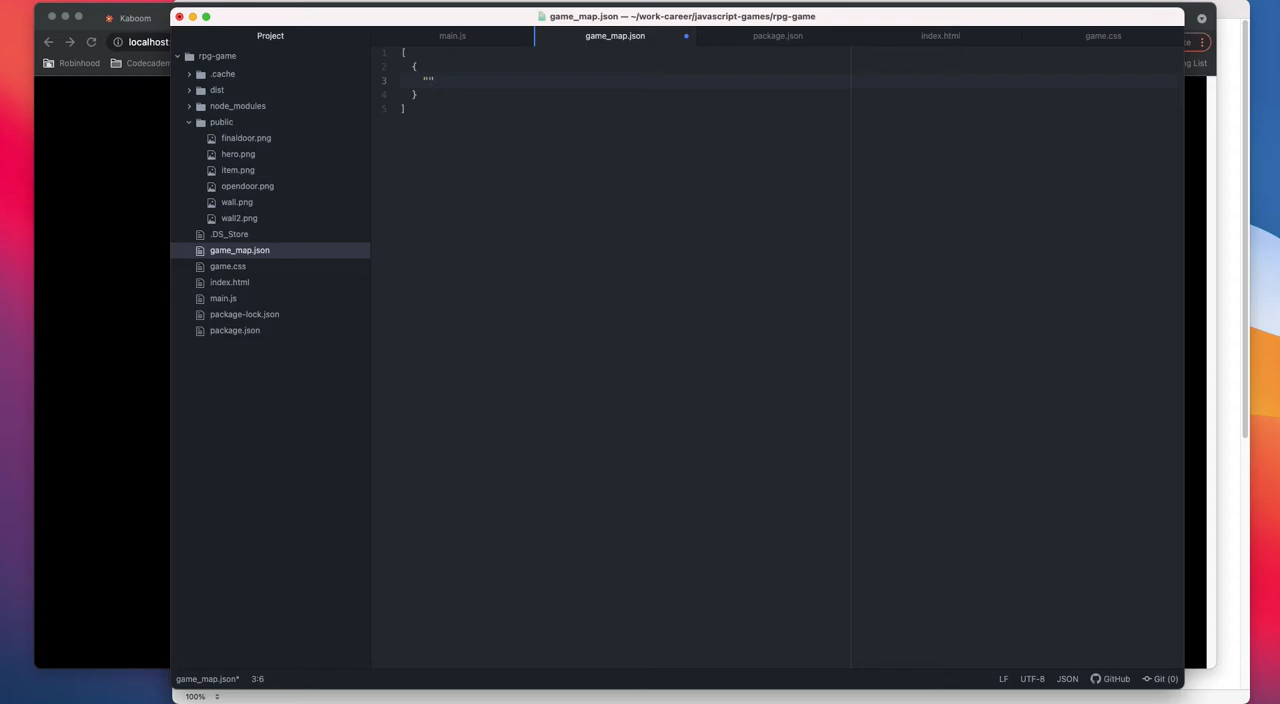 Kaboom
game_map.json — ~/work-career/javascript-games/rpg-game
localhost:
Robinhood
Codecadem
ng List
Project
main.js
game_map.json
package.json
index.html
game.css
rpg-game
.cache
dist
node_modules
public
finaldoor.png
hero.png
item.png
opendoor.png
wall.png
wall2.png
.DS_Store
game_map.json
game.css
index.html
main.js
package-lock.json
package.json
1 [
2 {
3 ""
4 }
5 ]
game_map.json* 3:6
LF UTF-8 JSON GitHub Git (0)
100%